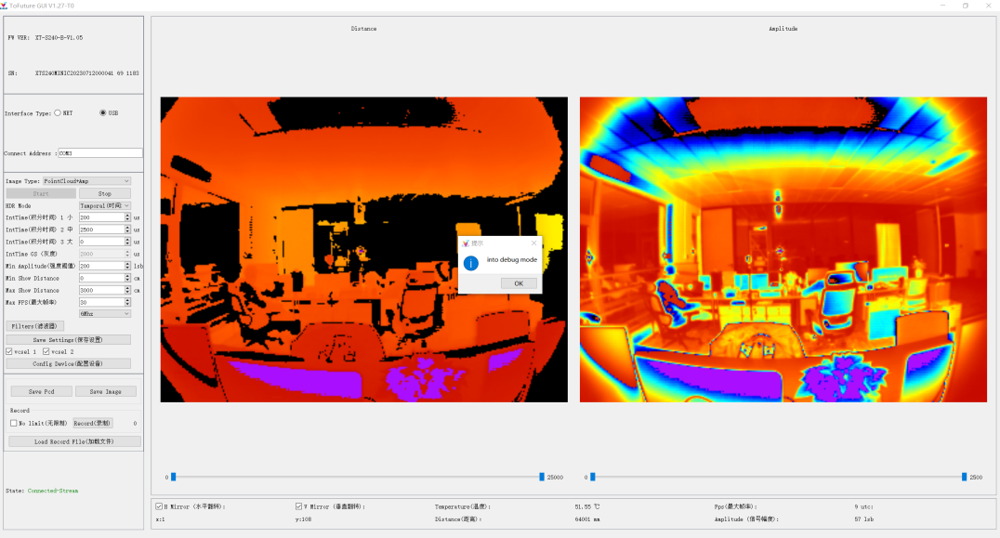 ToFuture GUI V1.27-T0
FW VER: XT-S240-B-V1.05
SN: XTS240MINIC20230712000041 69 1183
Interface Type: NET USB
Connect Address : COM3
Image Type: PointCloud+Amp
Start Stop
HDR Mode Tamporal(时间
IntTime(积分时间) 1 小 200 us
IntTime(积分时间) 2 中 2500 us
IntTime(积分时间) 3 大 0 us
IntTime GS (灰度) 2000 us
Min Amplitude(强度阈值) 200 lsb
Min Show Distance 0 cm
Max Show Distance 3000 cm
Max FPS(最大帧率) 30
6Mhz
Filters(滤波器)
Save Settings(保存设置)
vcsel 1 vcsel 2
Config Device(配置设备)
Save Pcd Save Image
Record
No limit(无限制) Record(录制) 0
Load Record File(加载文件)
State: Connected-Stream
Distance Amplitude
提示
into debug mode
OK
0 25000 0 2500
H Mirror (水平翻转): V Mirror (垂直翻转): Temperature(温度): 51.55 ℃ Fps(最大帧率): 9 utc:
x:1 y:108 Distance(距离): 64001 mm Amplitude (信号幅度): 57 lsb